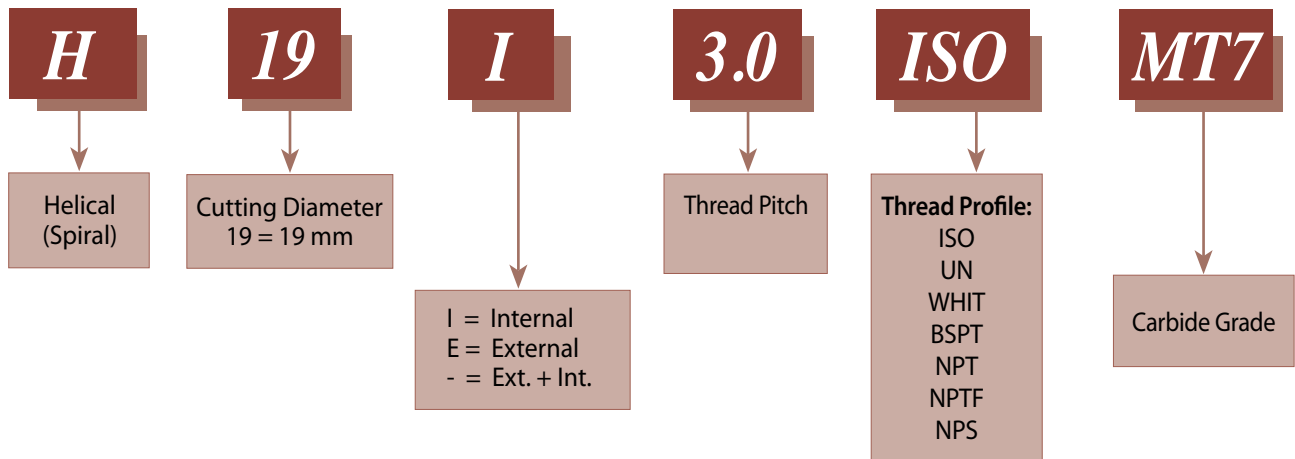 H 19 I 3.0 ISO MT7
Helical
(Spiral)
Cutting Diameter
19 = 19 mm
I = Internal
E = External
- = Ext. + Int.
Thread Pitch
Thread Profile:
ISO
UN
WHIT
BSPT
NPT
NPTF
NPS
Carbide Grade